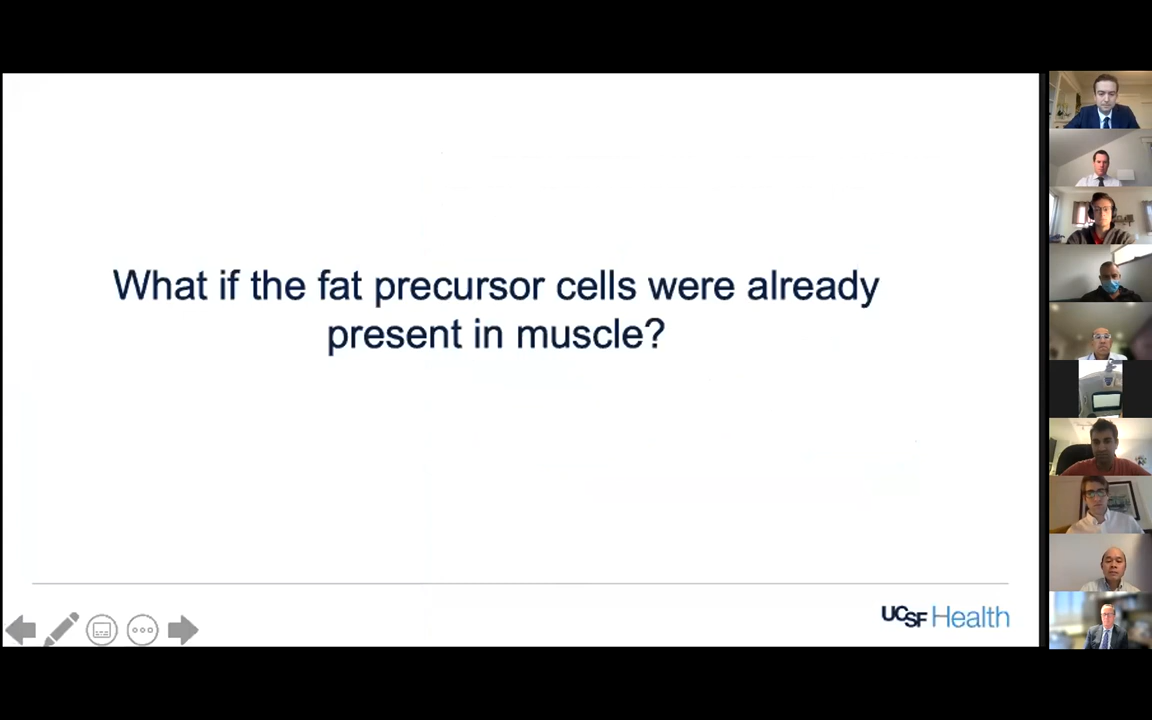 What if the fat precursor cells were already
present in muscle?
UCSF Health